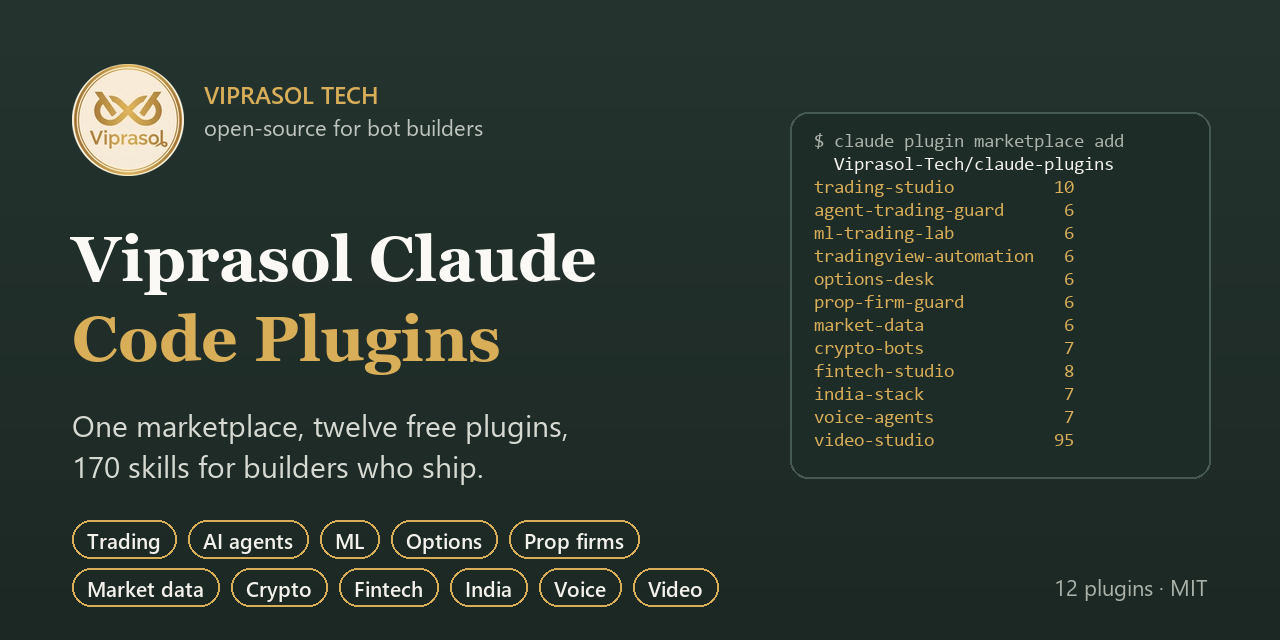 Viprasol
VIPRASOL TECH
open-source for bot builders
Viprasol Claude
Code Plugins
One marketplace, twelve free plugins,
170 skills for builders who ship.
Trading AI agents ML Options Prop firms
Market data Crypto Fintech India Voice Video
$ claude plugin marketplace add
Viprasol-Tech/claude-plugins
trading-studio 10
agent-trading-guard 6
ml-trading-lab 6
tradingview-automation 6
options-desk 6
prop-firm-guard 6
market-data 6
crypto-bots 7
fintech-studio 8
india-stack 7
voice-agents 7
video-studio 95
12 plugins · MIT